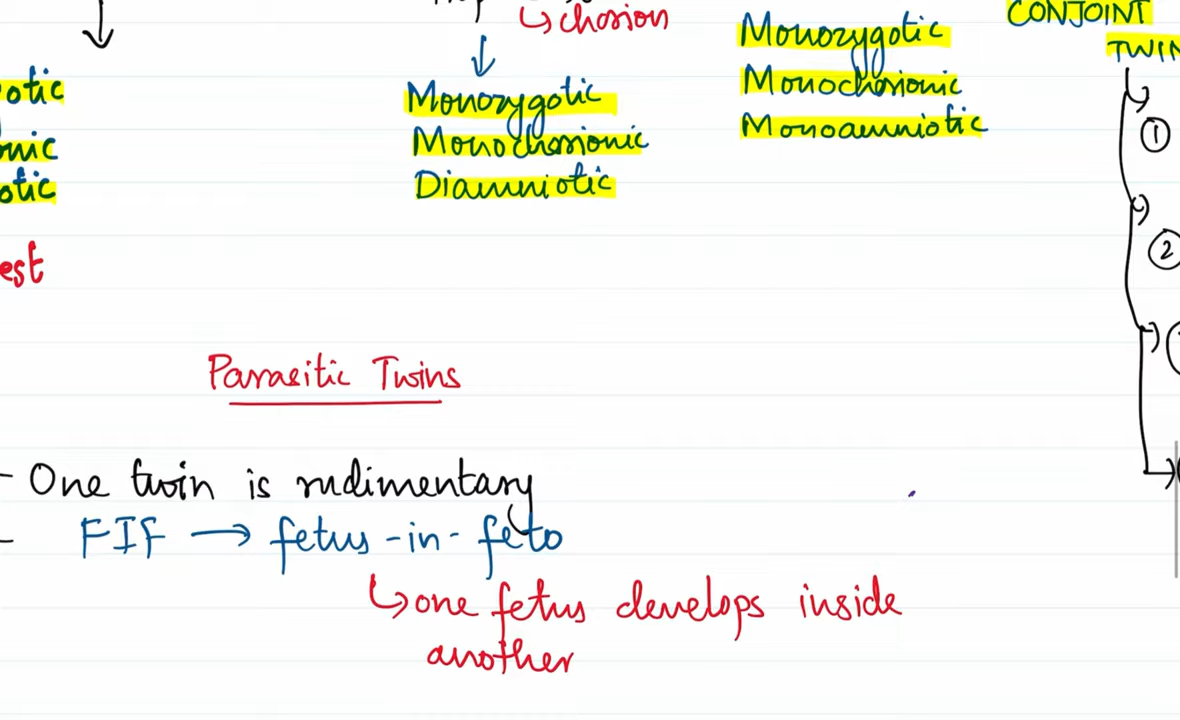 ↳ chorion
CONJOINT
TWIN
Monozygotic
Monochorionic
Monoamniotic
otic
onic
otic
Monozygotic
Monochorionic
Diamniotic
①
②
est
Parasitic Twins
- One twin is rudimentary
- FIF → fetus-in-feto
↳ one fetus develops inside
another